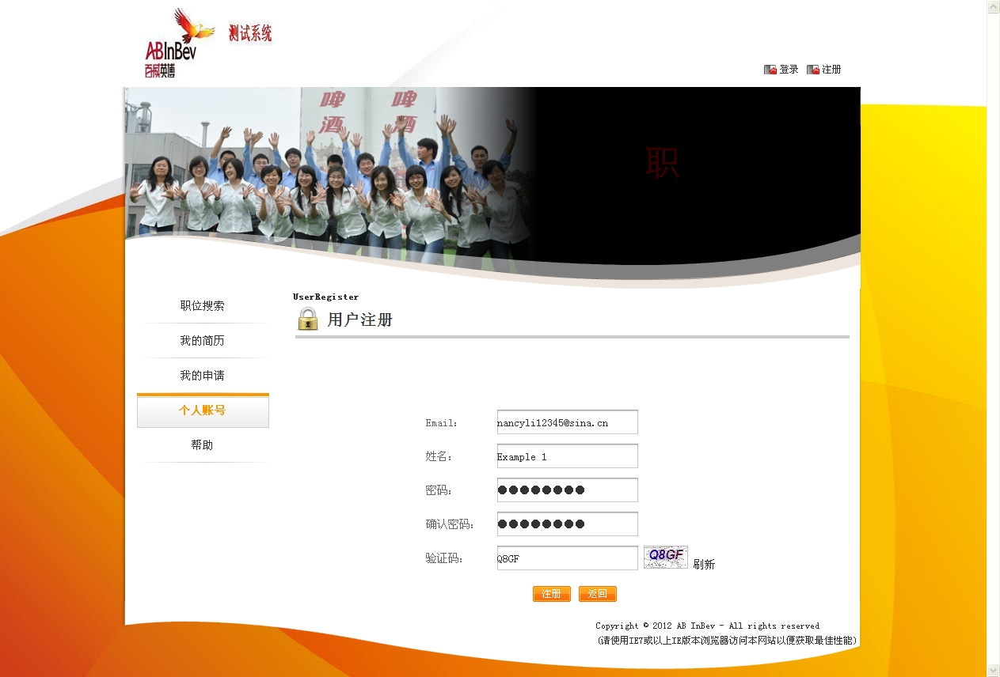 ABInBev
百威英博
测试系统
登录
注册
啤酒
啤酒
职
职位搜索
我的简历
我的申请
个人账号
帮助
UserRegister
用户注册
Email:
nancyli12345@sina.cn
姓名:
Example 1
密码:
●●●●●●●●
确认密码:
●●●●●●●●
验证码:
Q8GF
Q8GF
刷新
注册
返回
Copyright © 2012 AB InBev - All rights reserved
(请使用IE7或以上IE版本浏览器访问本网站以便获取最佳性能)